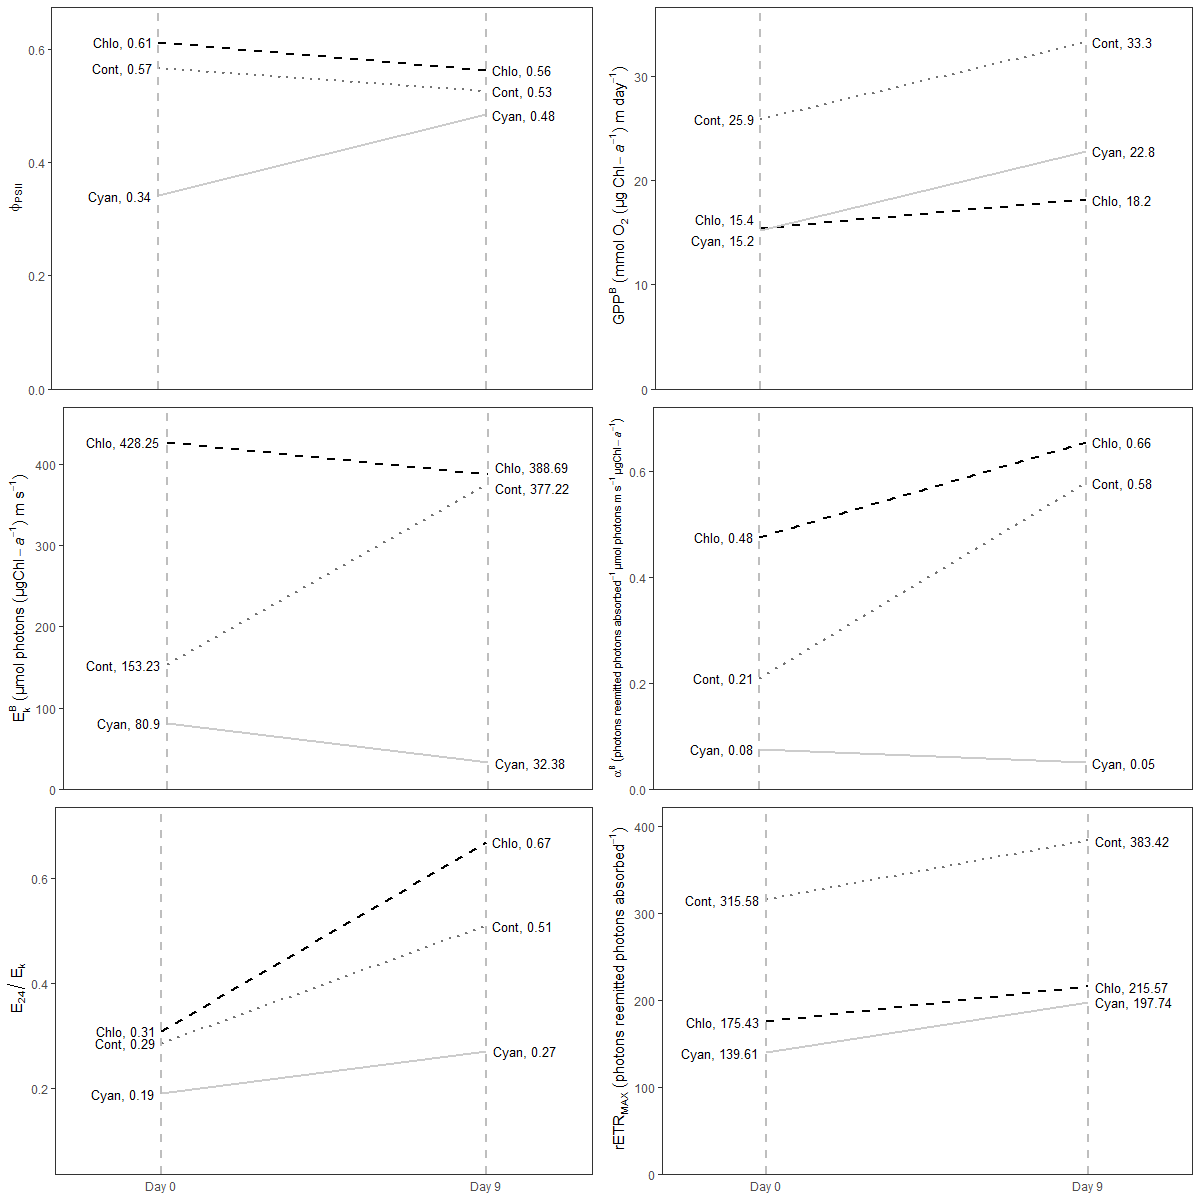 ϕPSII
0.6
0.4
0.2
0.0
Chlo, 0.61
Cont, 0.57
Cyan, 0.34
Chlo, 0.56
Cont, 0.53
Cyan, 0.48
GPP^B (mmol O₂ (µg Chl−a⁻¹) m day⁻¹)
30
20
10
0
Cont, 25.9
Chlo, 15.4
Cyan, 15.2
Cont, 33.3
Cyan, 22.8
Chlo, 18.2
E_k^B (µmol photons (µgChl−a⁻¹) m s⁻¹)
400
300
200
100
0
Chlo, 428.25
Cont, 153.23
Cyan, 80.9
Chlo, 388.69
Cont, 377.22
Cyan, 32.38
α^B (photons reemitted photons absorbed⁻¹ µmol photons m s⁻¹ µgChl−a⁻¹)
0.6
0.4
0.2
0.0
Chlo, 0.48
Cont, 0.21
Cyan, 0.08
Chlo, 0.66
Cont, 0.58
Cyan, 0.05
E₂₄/ E_k
0.6
0.4
0.2
Chlo, 0.31
Cont, 0.29
Cyan, 0.19
Chlo, 0.67
Cont, 0.51
Cyan, 0.27
Day 0
Day 9
rETR_MAX (photons reemitted photons absorbed⁻¹)
400
300
200
100
0
Cont, 315.58
Chlo, 175.43
Cyan, 139.61
Cont, 383.42
Chlo, 215.57
Cyan, 197.74
Day 0
Day 9